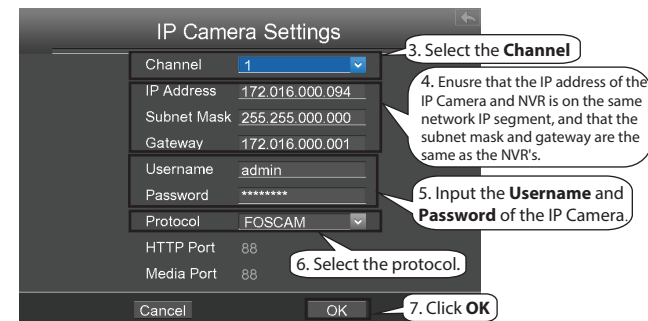 IP Camera Settings
3. Select the Channel
Channel 1
4. Enusre that the IP address of the
IP Camera and NVR is on the same
network IP segment, and that the
subnet mask and gateway are the
same as the NVR's.
IP Address 172.016.000.094
Subnet Mask 255.255.000.000
Gateway 172.016.000.001
Username admin
Password ********
5. Input the Username and
Password of the IP Camera.
Protocol FOSCAM
6. Select the protocol.
HTTP Port 88
Media Port 88
Cancel OK
7. Click OK